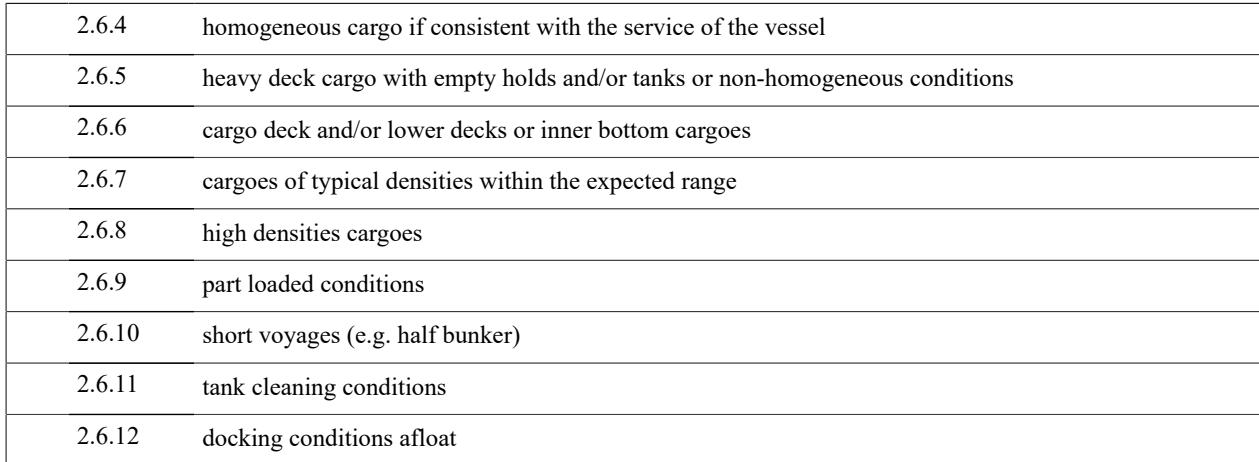 2.6.4 homogeneous cargo if consistent with the service of the vessel
2.6.5 heavy deck cargo with empty holds and/or tanks or non-homogeneous conditions
2.6.6 cargo deck and/or lower decks or inner bottom cargoes
2.6.7 cargoes of typical densities within the expected range
2.6.8 high densities cargoes
2.6.9 part loaded conditions
2.6.10 short voyages (e.g. half bunker)
2.6.11 tank cleaning conditions
2.6.12 docking conditions afloat